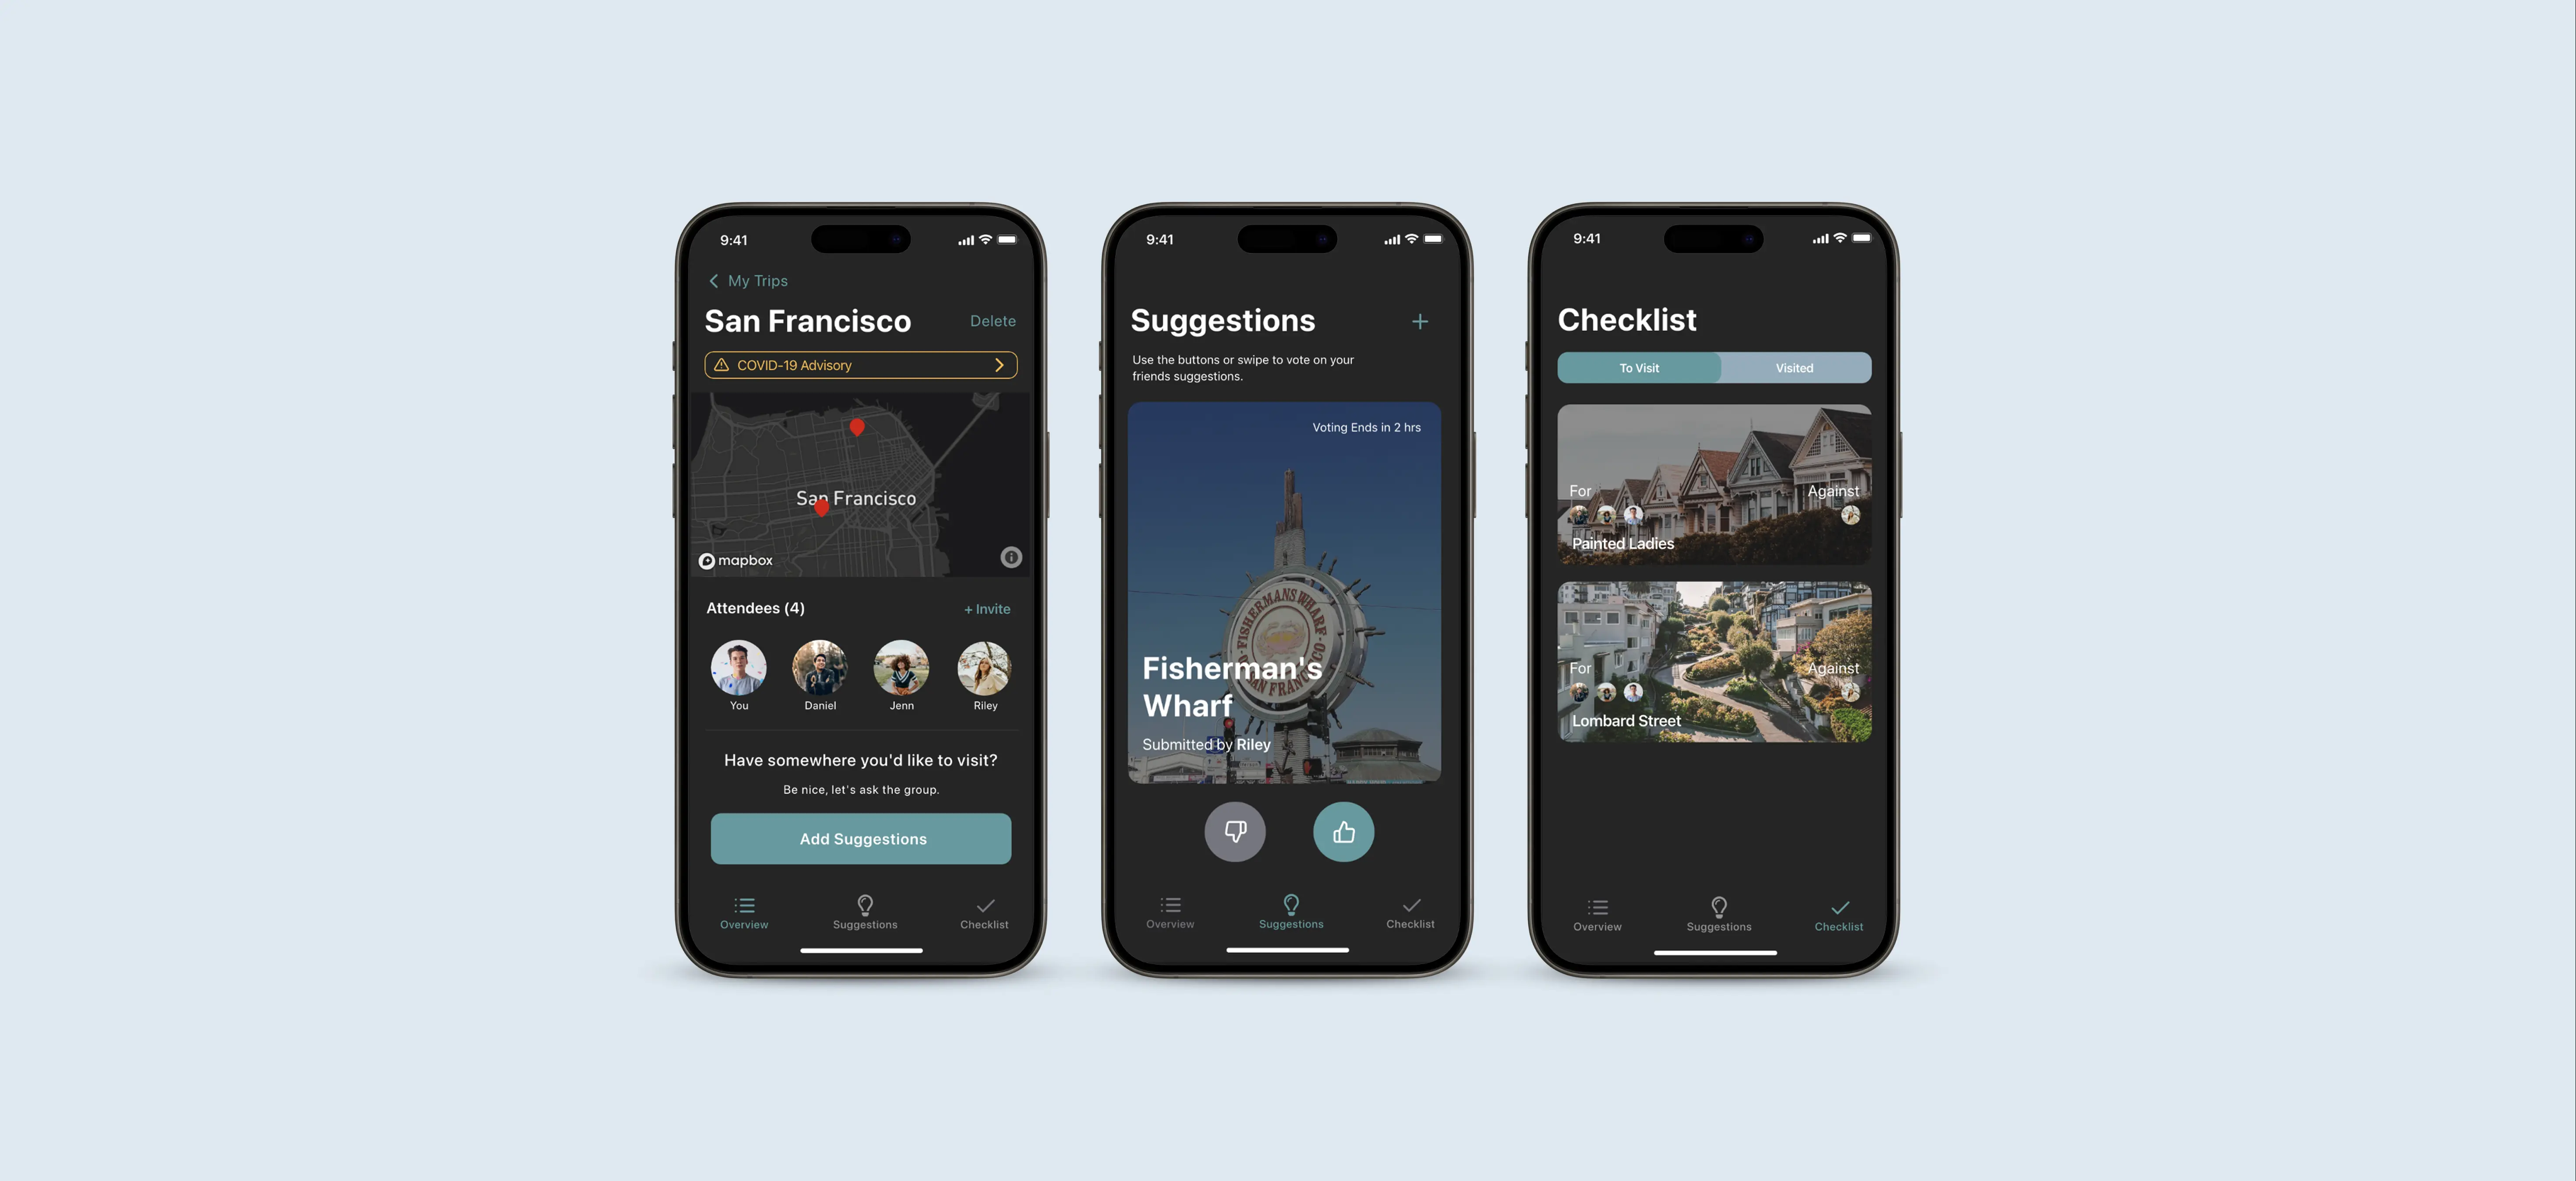 9:41
My Trips
San Francisco
Delete
COVID-19 Advisory
San Francisco
mapbox
Attendees (4)
+ Invite
You
Daniel
Jenn
Riley
Have somewhere you'd like to visit?
Be nice, let's ask the group.
Add Suggestions
Overview
Suggestions
Checklist
9:41
Suggestions
+
Use the buttons or swipe to vote on your
friends suggestions.
Voting Ends in 2 hrs
FISHERMANS WHARF
SAN FRANCISCO
Fisherman's
Wharf
Submitted by Riley
Overview
Suggestions
Checklist
9:41
Checklist
To Visit
Visited
For
Against
Painted Ladies
For
Against
Lombard Street
Overview
Suggestions
Checklist